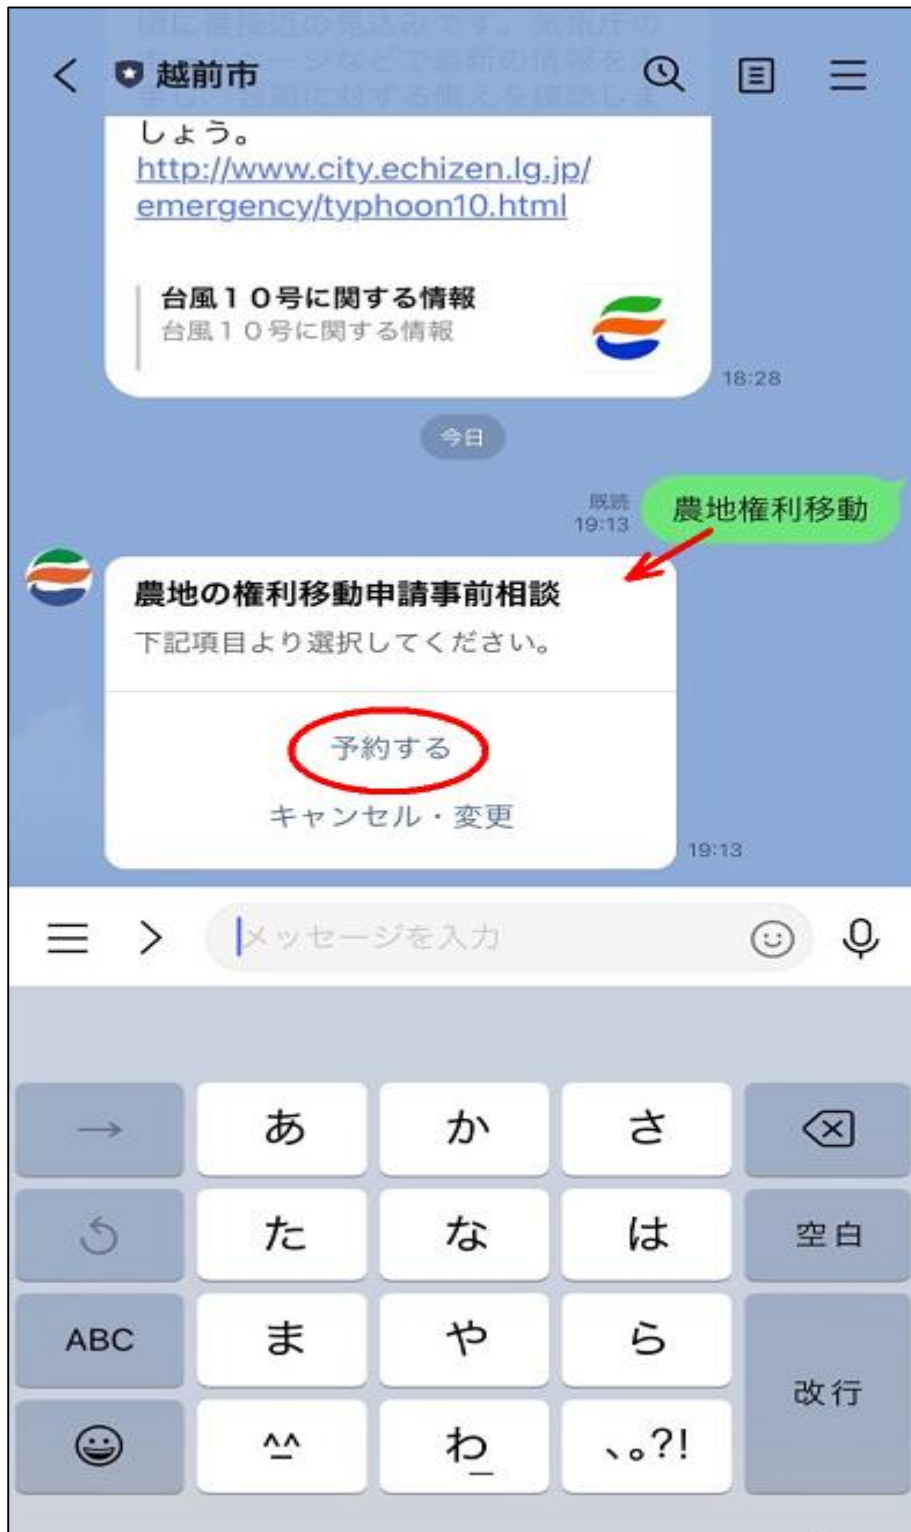 越前市
しょう。
http://www.city.echizen.lg.jp/
emergency/typhoon10.html
台風10号に関する情報
台風10号に関する情報
18:28
今日
既読
19:13
農地権利移動
農地の権利移動申請事前相談
下記項目より選択してください。
予約する
キャンセル・変更
19:13
メッセージを入力
→ あ か さ
た な は 空白
ABC ま や ら
改行
^^ わ 、。?!